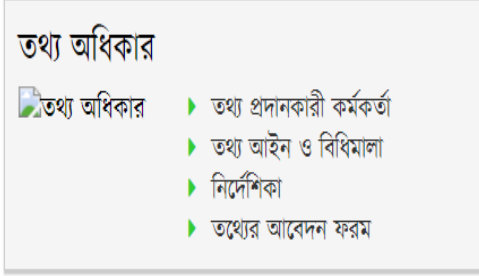 তথ্য অধিকার
তথ্য অধিকার
তথ্য প্রদানকারী কর্মকর্তা
তথ্য আইন ও বিধিমালা
নির্দেশিকা
তথ্যের আবেদন ফরম